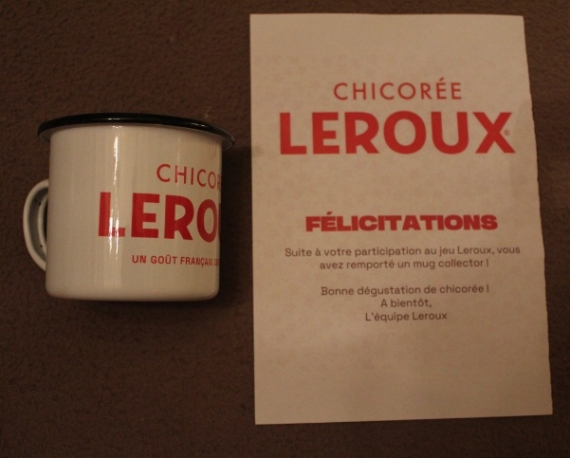 CHICOR
LERO
UN GOÛT FRANÇAIS
CHICORÉE
LEROUX
FÉLICITATIONS
Suite à votre participation au jeu Leroux, vous
avez remporté un mug collector !
Bonne dégustation de chicorée !
A bientôt,
L'équipe Leroux